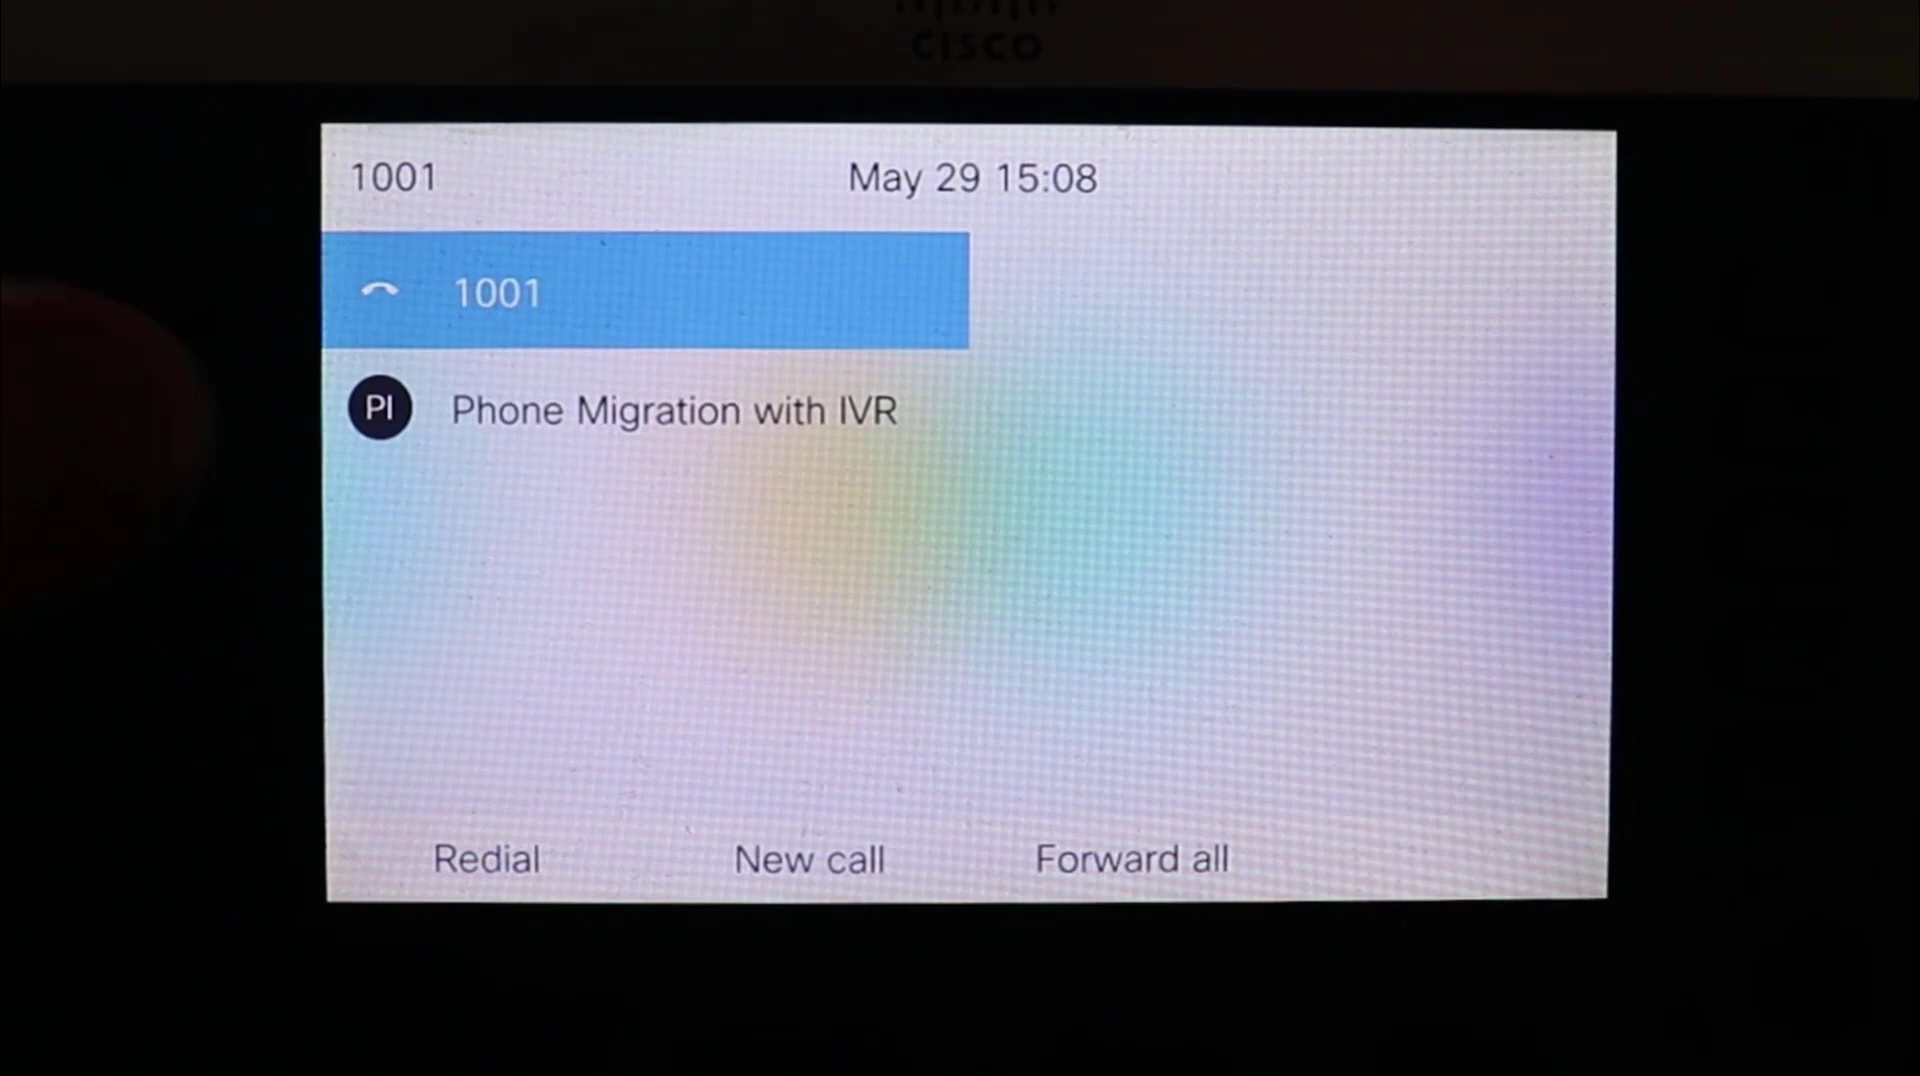 CISCO
1001 May 29 15:08
1001
PI Phone Migration with IVR
Redial New call Forward all